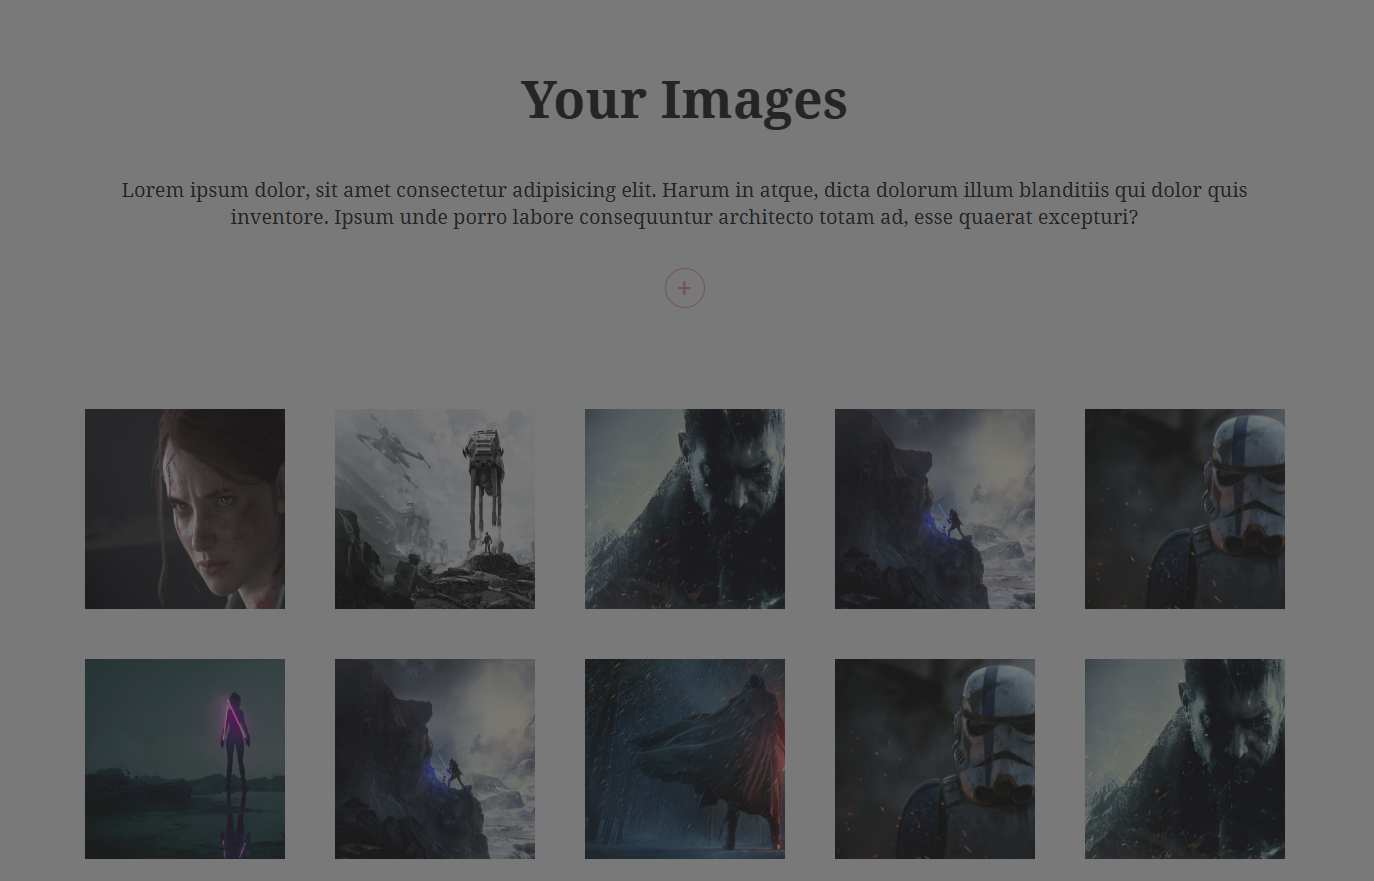 Your Images
Lorem ipsum dolor, sit amet consectetur adipisicing elit. Harum in atque, dicta dolorum illum blanditiis qui dolor quis
inventore. Ipsum unde porro labore consequuntur architecto totam ad, esse quaerat excepturi?
+